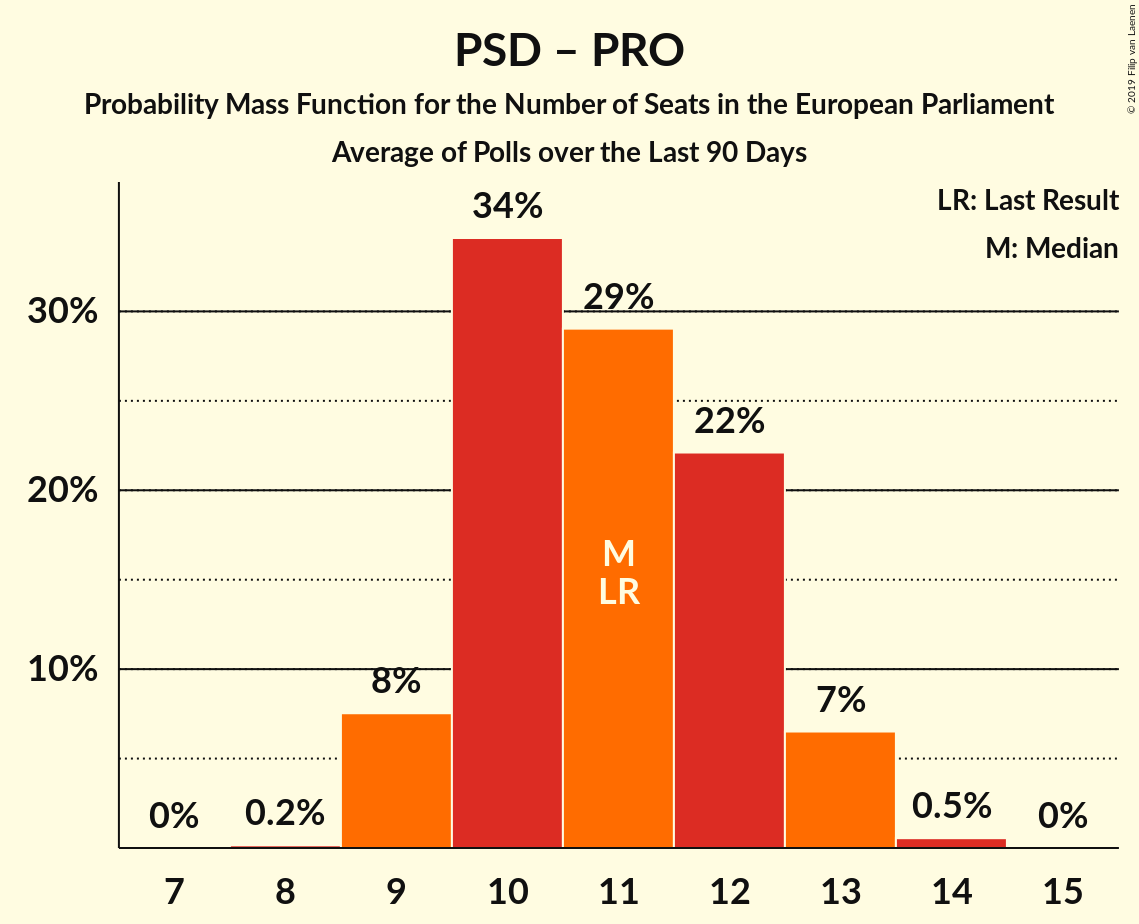 PSD – PRO
Probability Mass Function for the Number of Seats in the European Parliament
Average of Polls over the Last 90 Days
© 2019 Filip van Laenen
LR: Last Result
M: Median
34%
29%
22%
8%
7%
0%
0.2%
0.5%
0%
M
LR
30%
20%
10%
7 8 9 10 11 12 13 14 15